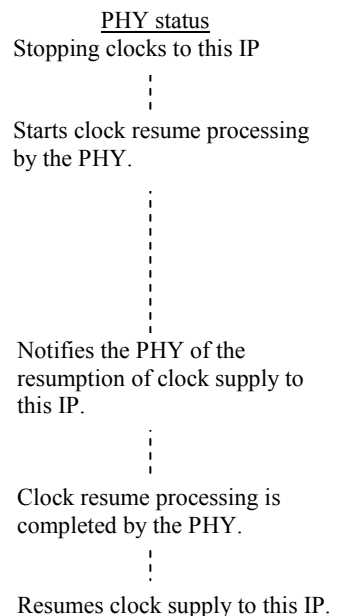 PHY status
Stopping clocks to this IP
Starts clock resume processing
by the PHY.
Notifies the PHY of the
resumption of clock supply to
this IP.
Clock resume processing is
completed by the PHY.
Resumes clock supply to this IP.